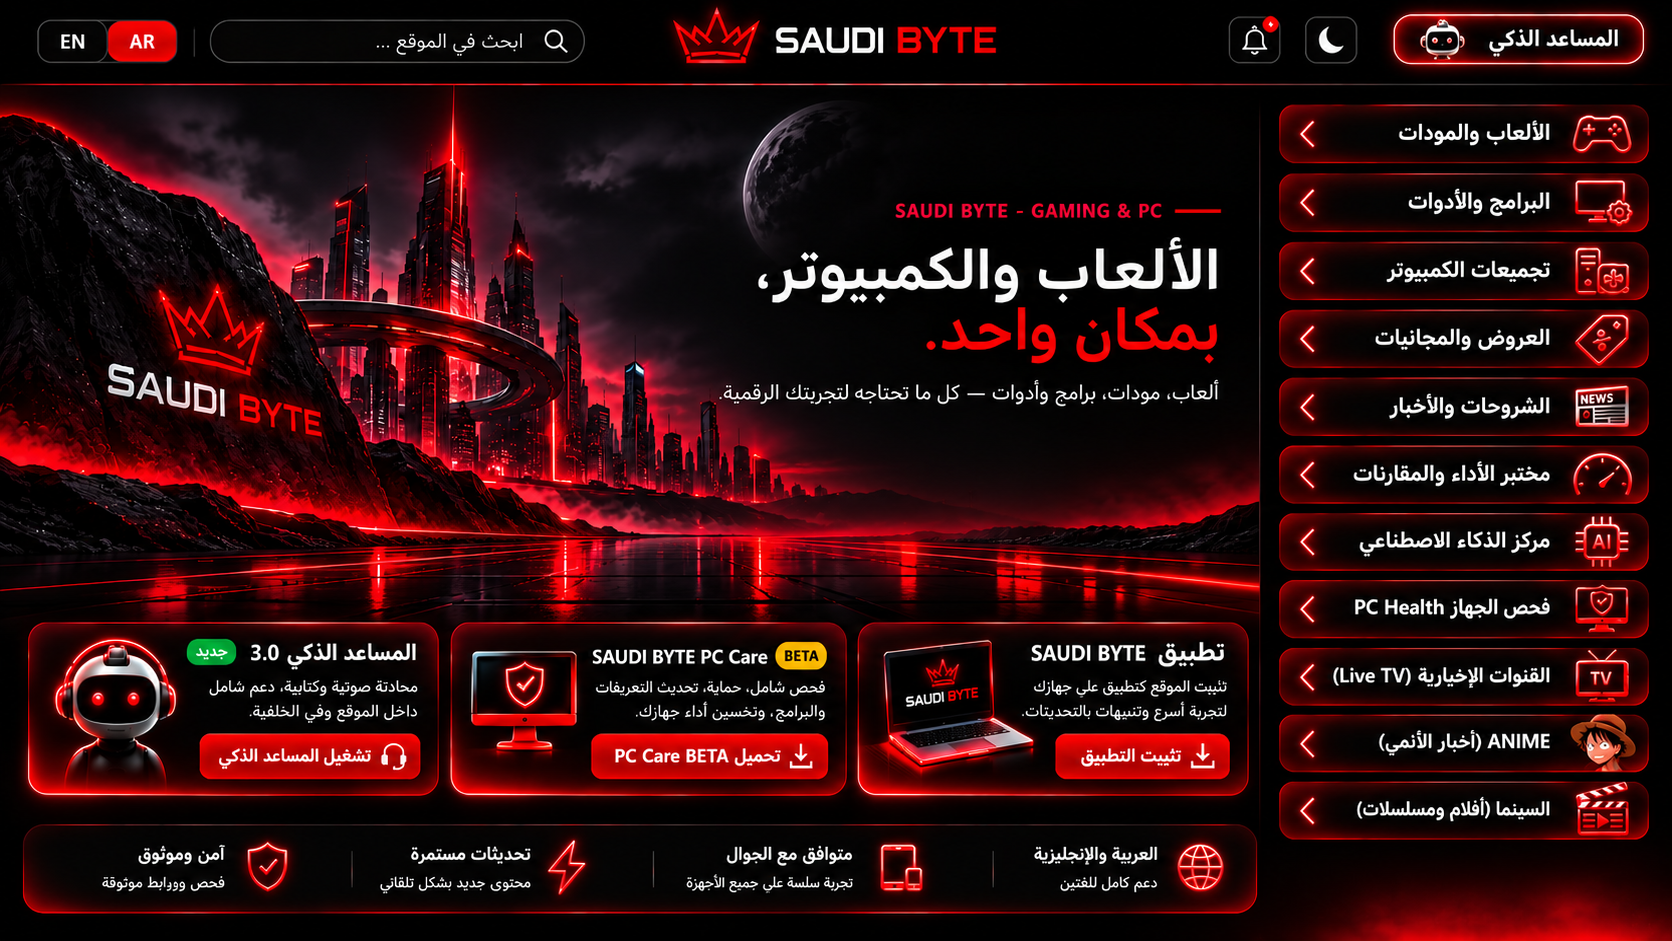 المساعد الذكي
SAUDI BYTE
ابحث في الموقع ...
AR
EN
الألعاب والمودات
البرامج والأدوات
تجميعات الكمبيوتر
العروض والمجانيات
NEWS
الشروحات والأخبار
مختبر الأداء والمقارنات
AI
مركز الذكاء الاصطناعي
فحص الجهاز PC Health
TV
القنوات الإخبارية (Live TV)
ANIME (أخبار الأنمي)
السينما (أفلام ومسلسلات)
SAUDI BYTE - GAMING & PC
الألعاب والكمبيوتر،
بمكان واحد.
ألعاب، مودات، برامج وأدوات — كل ما تحتاجه لتجربتك الرقمية.
SAUDI BYTE
تطبيق SAUDI BYTE
تثبيت الموقع كتطبيق علي جهازك
لتجربة أسرع وتنبيهات بالتحديثات.
تثبيت التطبيق
SAUDI BYTE
SAUDI BYTE PC Care BETA
فحص شامل، حماية، تحديث التعريفات
والبرامج، وتخسين أداء جهازك.
تحميل PC Care BETA
المساعد الذكي 3.0 جديد
محادثة صوتية وكتابية، دعم شامل
داخل الموقع وفي الخلفية.
تشغيل المساعد الذكي
العربية والإنجليزية
دعم كامل للغتين
متوافق مع الجوال
تجربة سلسة علي جميع الأجهزة
تحديثات مستمرة
محتوى جديد بشكل تلقائي
آمن وموثوق
فحص وروابط موثوقة